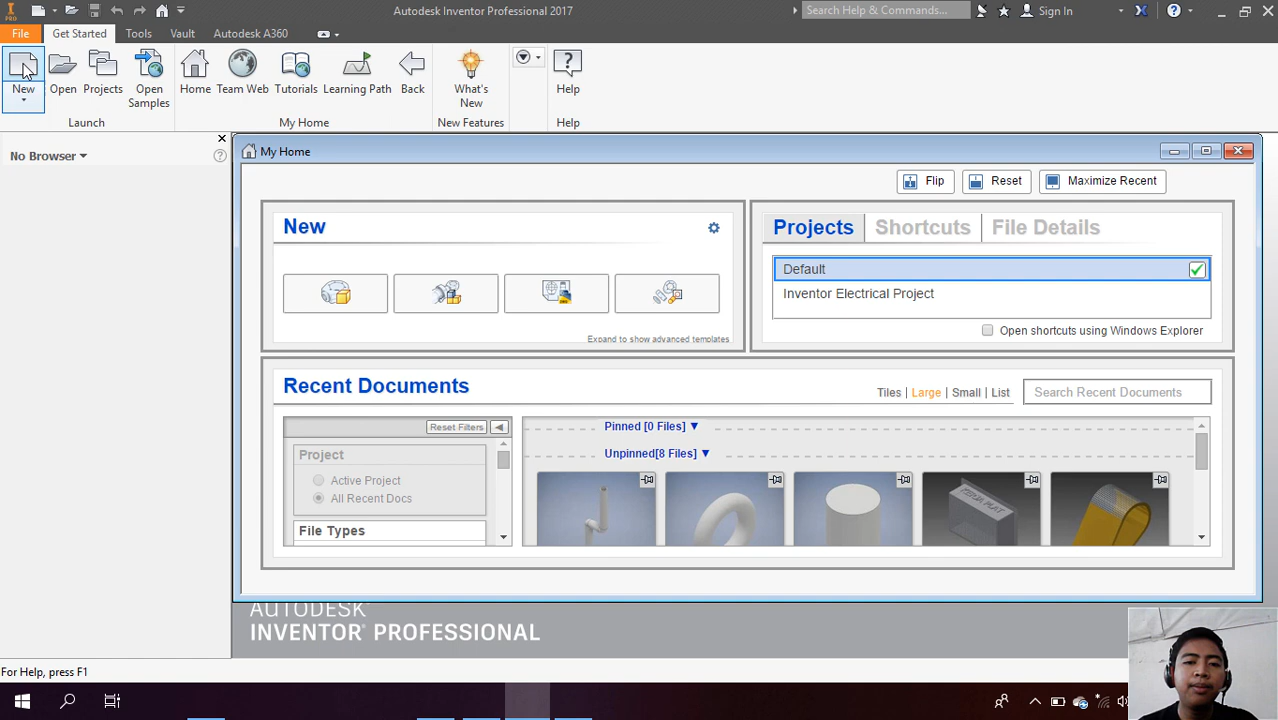 PRO
Autodesk Inventor Professional 2017
Search Help & Commands...
Sign In
File
Get Started
Tools
Vault
Autodesk A360
New
Open
Projects
Open Samples
Home
Team Web
Tutorials
Learning Path
Back
What's New
Help
Launch
My Home
New Features
Help
No Browser
My Home
Flip
Reset
Maximize Recent
New
Expand to show advanced templates
Projects
Shortcuts
File Details
Default
Inventor Electrical Project
Open shortcuts using Windows Explorer
Recent Documents
Tiles | Large | Small | List
Search Recent Documents
Reset Filters
Project
Active Project
All Recent Docs
File Types
Pinned [0 Files]
Unpinned[8 Files]
AUTODESK
INVENTOR PROFESSIONAL
For Help, press F1